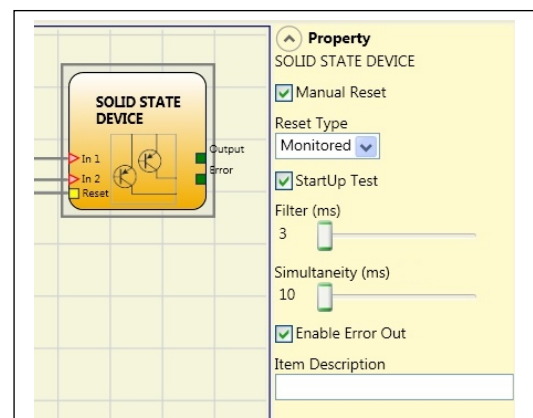 SOLID STATE
DEVICE
In 1
In 2
Reset
Output
Error
Property
SOLID STATE DEVICE
Manual Reset
Reset Type
Monitored
StartUp Test
Filter (ms)
3
Simultaneity (ms)
10
Enable Error Out
Item Description